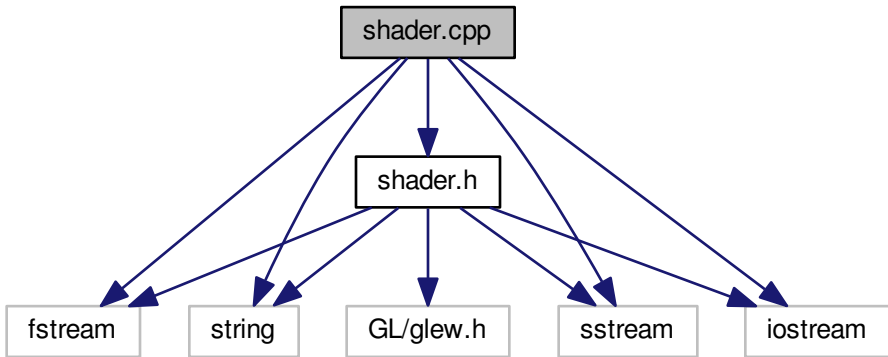 shader.cpp
shader.h
fstream
string
GL/glew.h
sstream
iostream